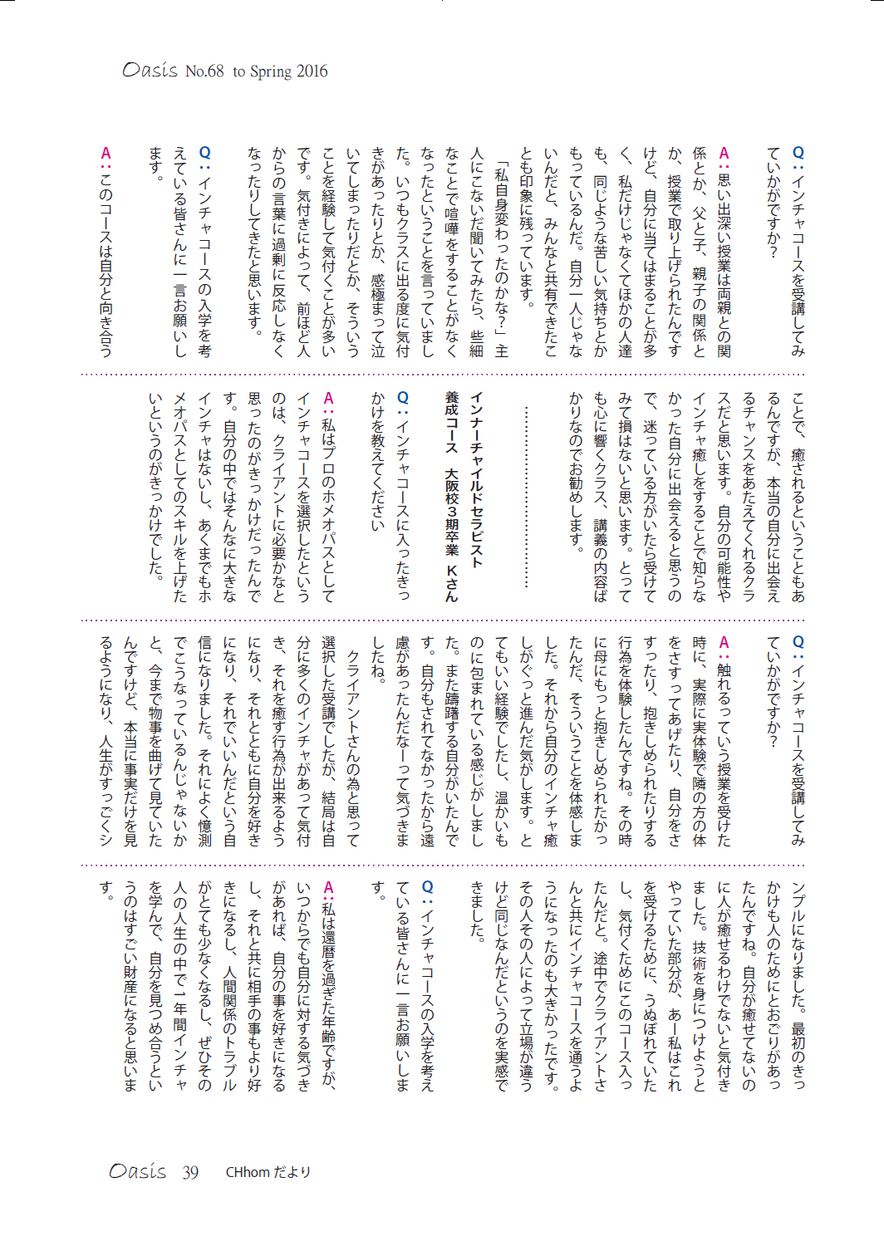 Oasis No.68 to Spring 2016
Q：インチャコースを受講してみ
ていかがですか？
A：思い出深い授業は両親との関
係とか、父と子、親子の関係と
か、授業で取り上げられたんです
けど、自分に当てはまることが多
く、私だけじゃなくてほかの人達
も、同じような苦しい気持ちとか
もっているんだ。自分一人じゃな
いんだと、みんなと共有できたこ
とも印象に残っています。
「私自身変わったのかな？」主
人にこないだ聞いてみたら、些細
なことで喧嘩をすることがなく
なったということを言っていまし
た。いつもクラスに出る度に気付
きがあったりとか、感極まって泣
いてしまったりだとか、そういう
ことを経験して気付くことが多い
です。気付きによって、前ほど人
からの言葉に過剰に反応しなく
なったりしてきたと思います。
Q：インチャコースの入学を考
えている皆さんに一言お願いし
ます。
A：このコースは自分と向き合う
ことで、癒されるということもあ
るんですが、本当の自分に出会え
るチャンスをあたえてくれるクラ
スだと思います。自分の可能性や
インチャ癒しをすることで知らな
かった自分に出会えると思うの
で、迷っている方がいたら受けて
みて損はないと思います。とって
も心に響くクラス、講義の内容ば
かりなのでお勧めします。
インナーチャイルドセラピスト
養成コース 大阪校3期卒業 Kさん
Q：インチャコースに入ったきっ
かけを教えてください
A：私はプロのホメオパスとして
インチャコースを選択したという
のは、クライアントに必要かなと
思ったのがきっかけだったんで
す。自分の中ではそんなに大きな
インチャはないし、あくまでもホ
メオパスとしてのスキルを上げた
いというのがきっかけでした。
Q：インチャコースを受講してみ
ていかがですか？
A：触れるっていう授業を受けた
時に、実際に実体験で隣の方の体
をさすってあげたり、自分をさ
すったり、抱きしめられたりする
行為を体験したんですね。その時
に母にもっと抱きしめられたかっ
たんだ、そういうことを体感しま
した。それから自分のインチャ癒
しがぐっと進んだ気がします。と
てもいい経験でしたし、温かいも
のに包まれている感じがしまし
た。また躊躇する自分がいたんで
す。自分もされてなかったから遠
慮があったんだなーって気づきま
したね。
クライアントさんの為と思って
選択した受講でしたが、結局は自
分に多くのインチャがあって気付
き、それを癒す行為が出来るよう
になり、それとともに自分を好き
になり、それでいいんだという自
信になりました。それによく憶測
でこうなっているんじゃないか
と、今まで物事を曲げて見ていた
んですけど、本当に事実だけを見
るようになり、人生がすっごくシ
ンプルになりました。最初のきっ
かけも人のためにとおごりがあっ
たんですね。自分が癒せてないの
に人が癒せるわけでないと気付き
ました。技術を身につけようと
やっていた部分が、あー私はこれ
を受けるために、うぬぼれていた
し、気付くためにこのコース入っ
たんだと。途中でクライアントさ
んと共にインチャコースを通うよ
うになったのも大きかったです。
その人その人によって立場が違う
けど同じなんだというのを実感で
きました。
Q：インチャコースの入学を考え
ている皆さんに一言お願いしま
す。
A：私は還暦を過ぎた年齢ですが、
いつからでも自分に対する気づき
があれば、自分の事を好きになる
し、それと共に相手の事もより好
きになるし、人間関係のトラブル
がとても少なくなるし、ぜひその
人の人生の中で1年間インチャ
を学んで、自分を見つめ合うとい
うのはすごい財産になると思いま
す。
Oasis 39 CHhomだより